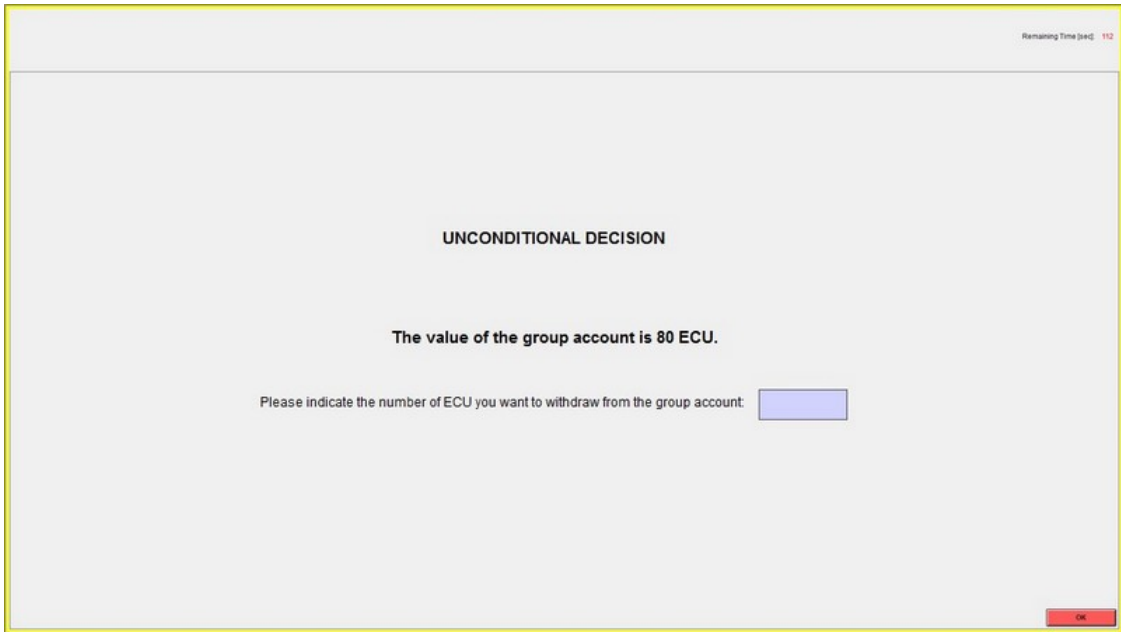 Remaining Time [sec] 112
UNCONDITIONAL DECISION
The value of the group account is 80 ECU.
Please indicate the number of ECU you want to withdraw from the group account:
OK